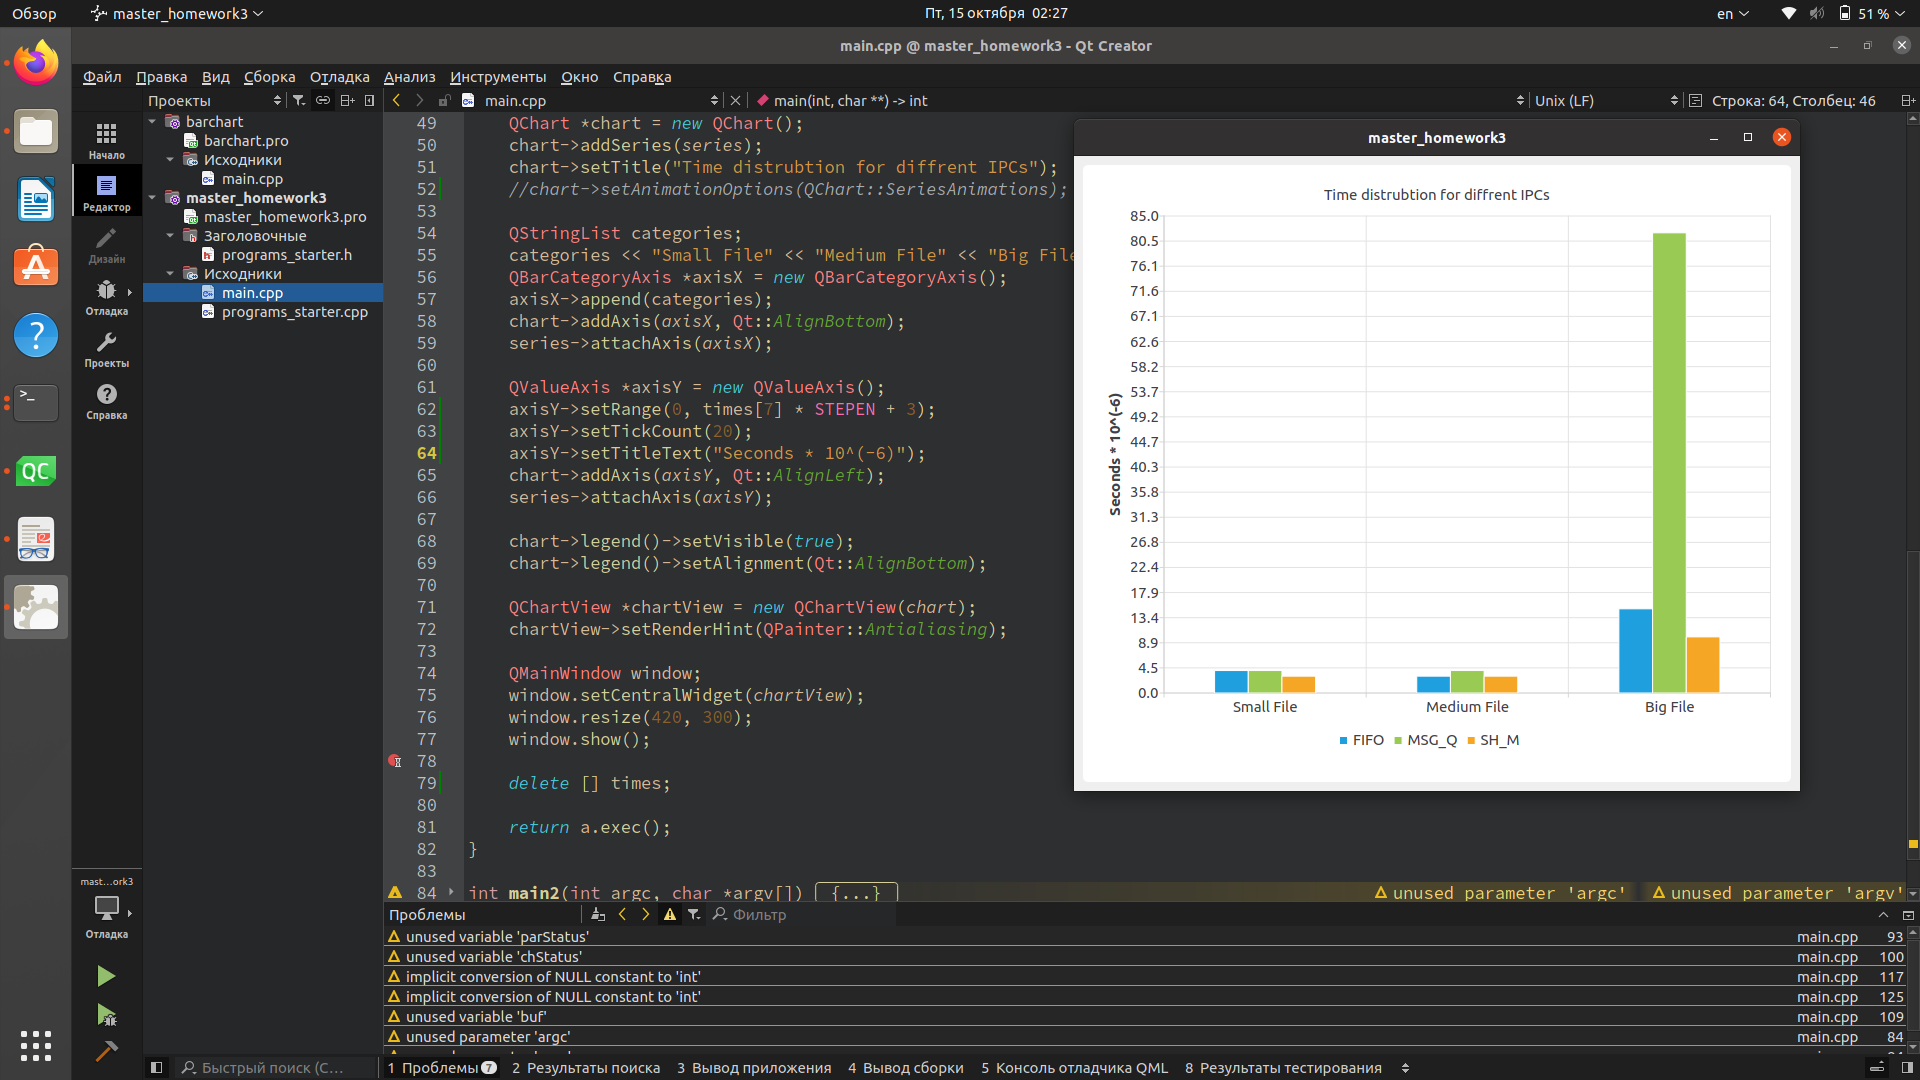 Обзор
master_homework3
Пт, 15 октября 02:27
en
51 %
main.cpp @ master_homework3 - Qt Creator
Файл Правка Вид Сборка Отладка Анализ Инструменты Окно Справка
Проекты
main.cpp
main(int, char **) -> int
Unix (LF)
Строка: 64, Столбец: 46
Начало
Редактор
Дизайн
Отладка
Проекты
Справка
mast...ork3
Отладка
barchart
barchart.pro
Исходники
main.cpp
master_homework3
master_homework3.pro
Заголовочные
programs_starter.h
Исходники
main.cpp
programs_starter.cpp
49 QChart *chart = new QChart();
50 chart->addSeries(series);
51 chart->setTitle("Time distrubtion for diffrent IPCs");
52 //chart->setAnimationOptions(QChart::SeriesAnimations);
53
54 QStringList categories;
55 categories << "Small File" << "Medium File" << "Big File
56 QBarCategoryAxis *axisX = new QBarCategoryAxis();
57 axisX->append(categories);
58 chart->addAxis(axisX, Qt::AlignBottom);
59 series->attachAxis(axisX);
60
61 QValueAxis *axisY = new QValueAxis();
62 axisY->setRange(0, times[7] * STEPEN + 3);
63 axisY->setTickCount(20);
64 axisY->setTitleText("Seconds * 10^(-6)");
65 chart->addAxis(axisY, Qt::AlignLeft);
66 series->attachAxis(axisY);
67
68 chart->legend()->setVisible(true);
69 chart->legend()->setAlignment(Qt::AlignBottom);
70
71 QChartView *chartView = new QChartView(chart);
72 chartView->setRenderHint(QPainter::Antialiasing);
73
74 QMainWindow window;
75 window.setCentralWidget(chartView);
76 window.resize(420, 300);
77 window.show();
78
79 delete [] times;
80
81 return a.exec();
82 }
83
84 int main2(int argc, char *argv[]) {...}
unused parameter 'argc'
unused parameter 'argv'
master_homework3
Time distrubtion for diffrent IPCs
Seconds * 10^(-6)
85.0
80.5
76.1
71.6
67.1
62.6
58.2
53.7
49.2
44.7
40.3
35.8
31.3
26.8
22.4
17.9
13.4
8.9
4.5
0.0
Small File Medium File Big File
FIFO MSG_Q SH_M
Проблемы
Фильтр
unused variable 'parStatus' main.cpp 93
unused variable 'chStatus' main.cpp 100
implicit conversion of NULL constant to 'int' main.cpp 117
implicit conversion of NULL constant to 'int' main.cpp 125
unused variable 'buf' main.cpp 109
unused parameter 'argc' main.cpp 84
Быстрый поиск (С...
1 Проблемы 7
2 Результаты поиска
3 Вывод приложения
4 Вывод сборки
5 Консоль отладчика QML
8 Результаты тестирования